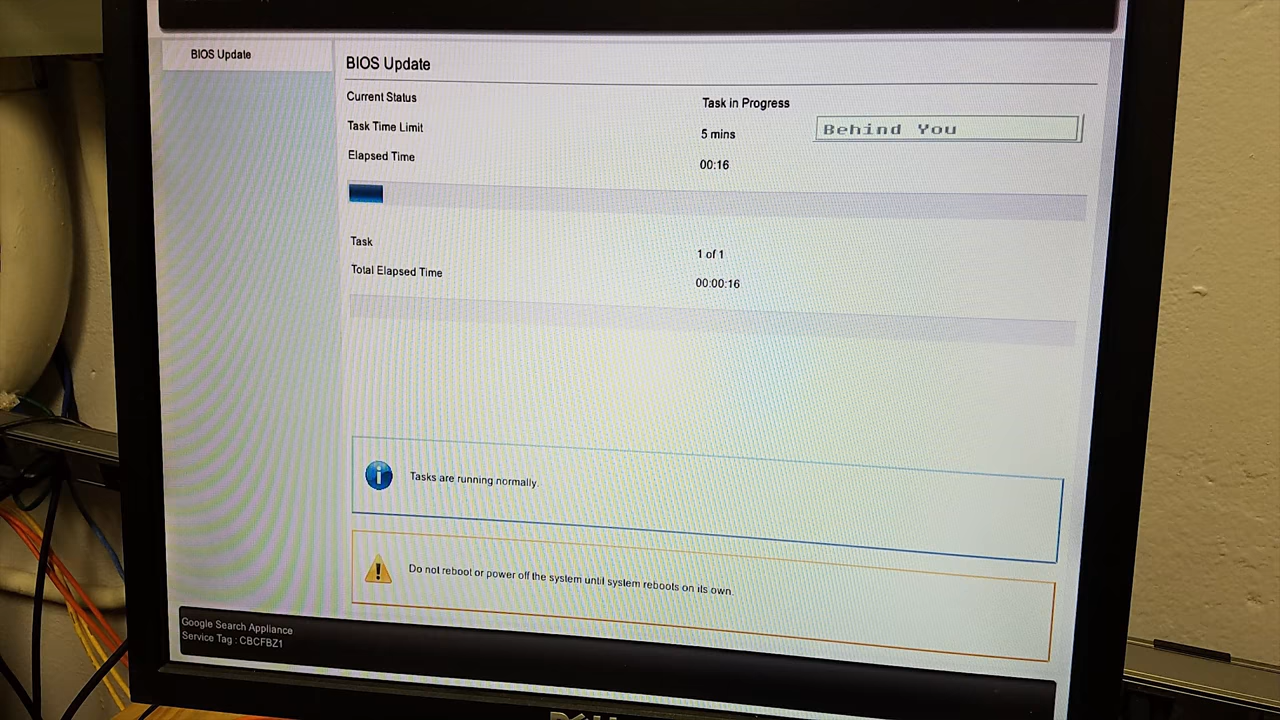 BIOS Update
BIOS Update
Current Status
Task in Progress
Task Time Limit
5 mins
Behind You
Elapsed Time
00:16
Task
1 of 1
Total Elapsed Time
00:00:16
Tasks are running normally.
Do not reboot or power off the system until system reboots on its own.
Google Search Appliance
Service Tag : CBCFBZ1
DELL